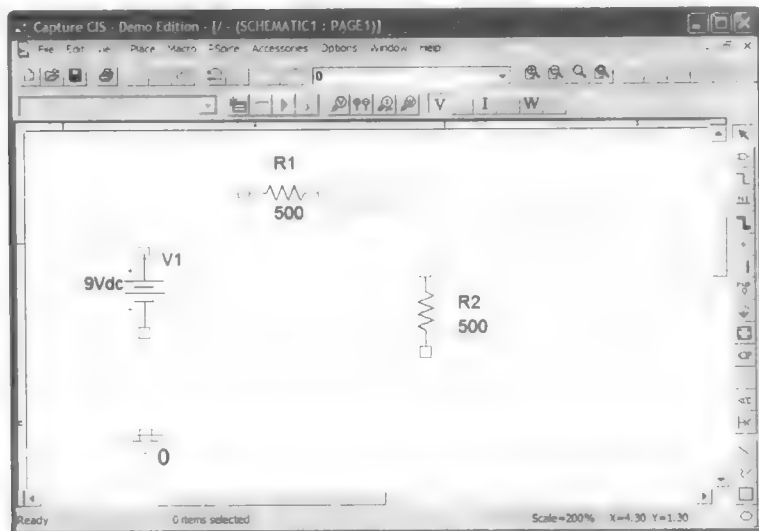 Capture CIS - Demo Edition - [/ - (SCHEMATIC1 : PAGE1)]
File Edit Place Macro PSpice Accessories Options Window Help
0
V I W
R1
500
V1
9Vdc
R2
500
0
Ready 0 items selected Scale=200% X=4.30 Y=1.30